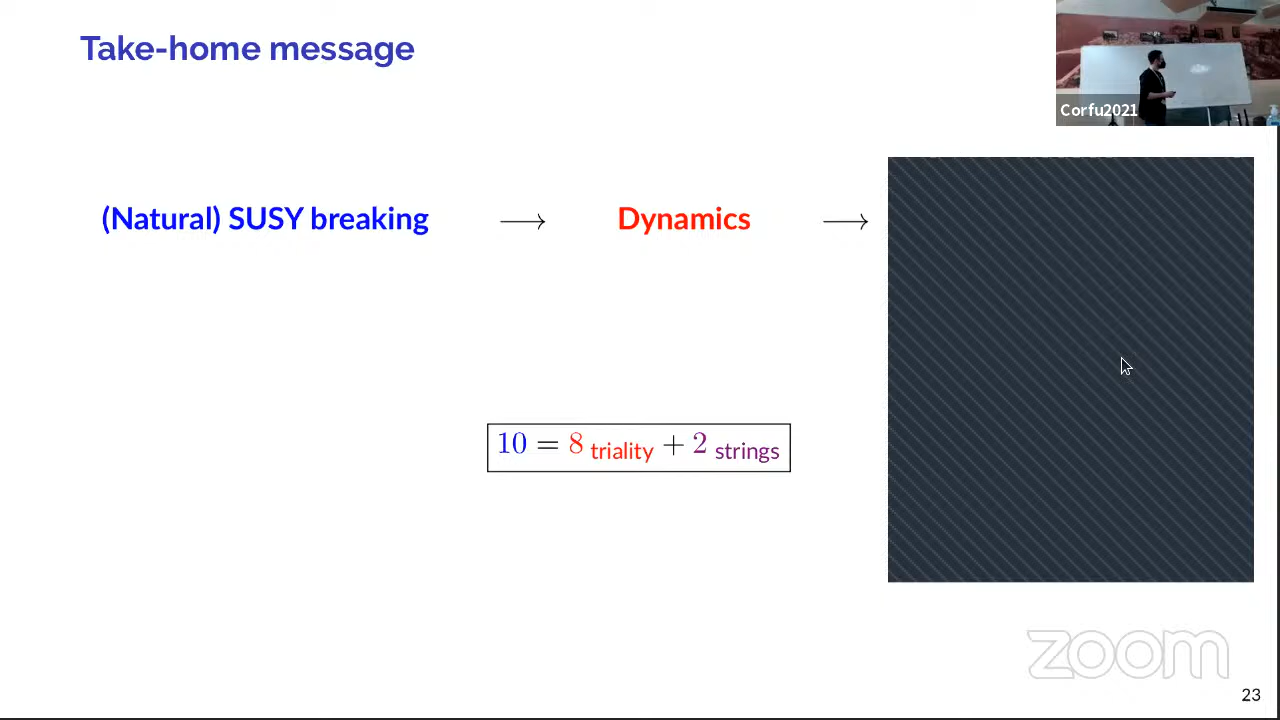 Take-home message
Corfu2021
(Natural) SUSY breaking ⟶ Dynamics ⟶
10 = 8 triality + 2 strings
zoom
23